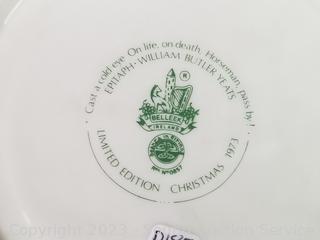 Cast a cold eye. On life, on death. Horseman, pass by!
EPITAPH - WILLIAM BUTLER YEATS
®
BELLEEK
IRELAND
LIMITED EDITION CHRISTMAS 1973